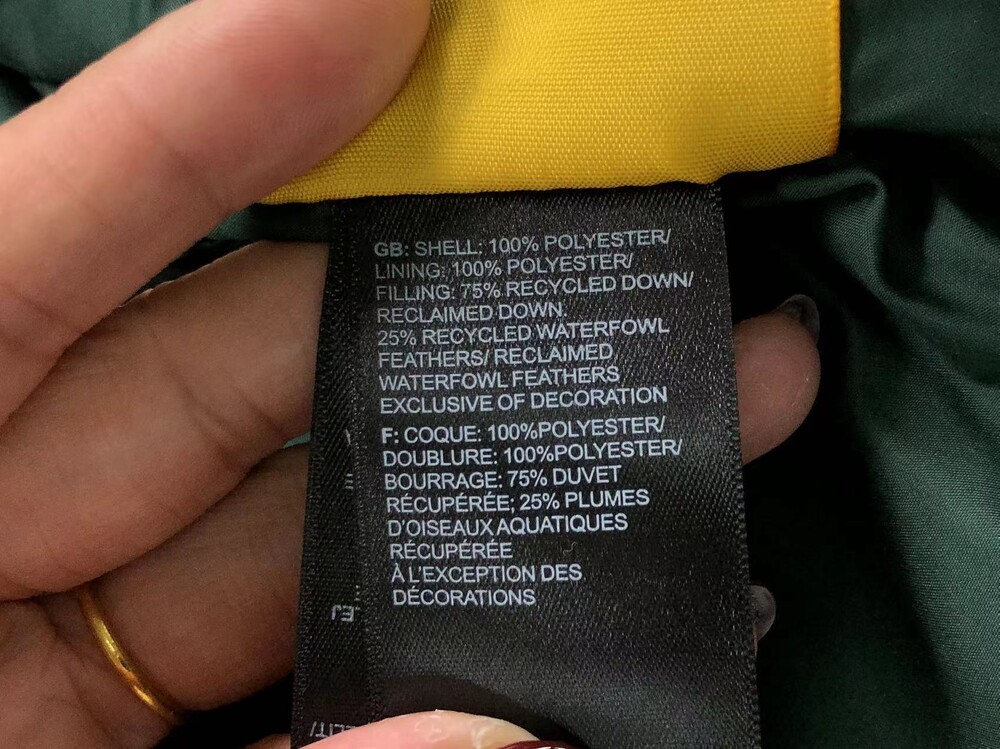 GB: SHELL: 100% POLYESTER/
LINING: 100% POLYESTER/
FILLING: 75% RECYCLED DOWN/
RECLAIMED DOWN.
25% RECYCLED WATERFOWL
FEATHERS/ RECLAIMED
WATERFOWL FEATHERS
EXCLUSIVE OF DECORATION
F: COQUE: 100%POLYESTER/
DOUBLURE: 100%POLYESTER/
BOURRAGE: 75% DUVET
RÉCUPÉRÉE; 25% PLUMES
D'OISEAUX AQUATIQUES
RÉCUPÉRÉE
À L'EXCEPTION DES
DÉCORATIONS